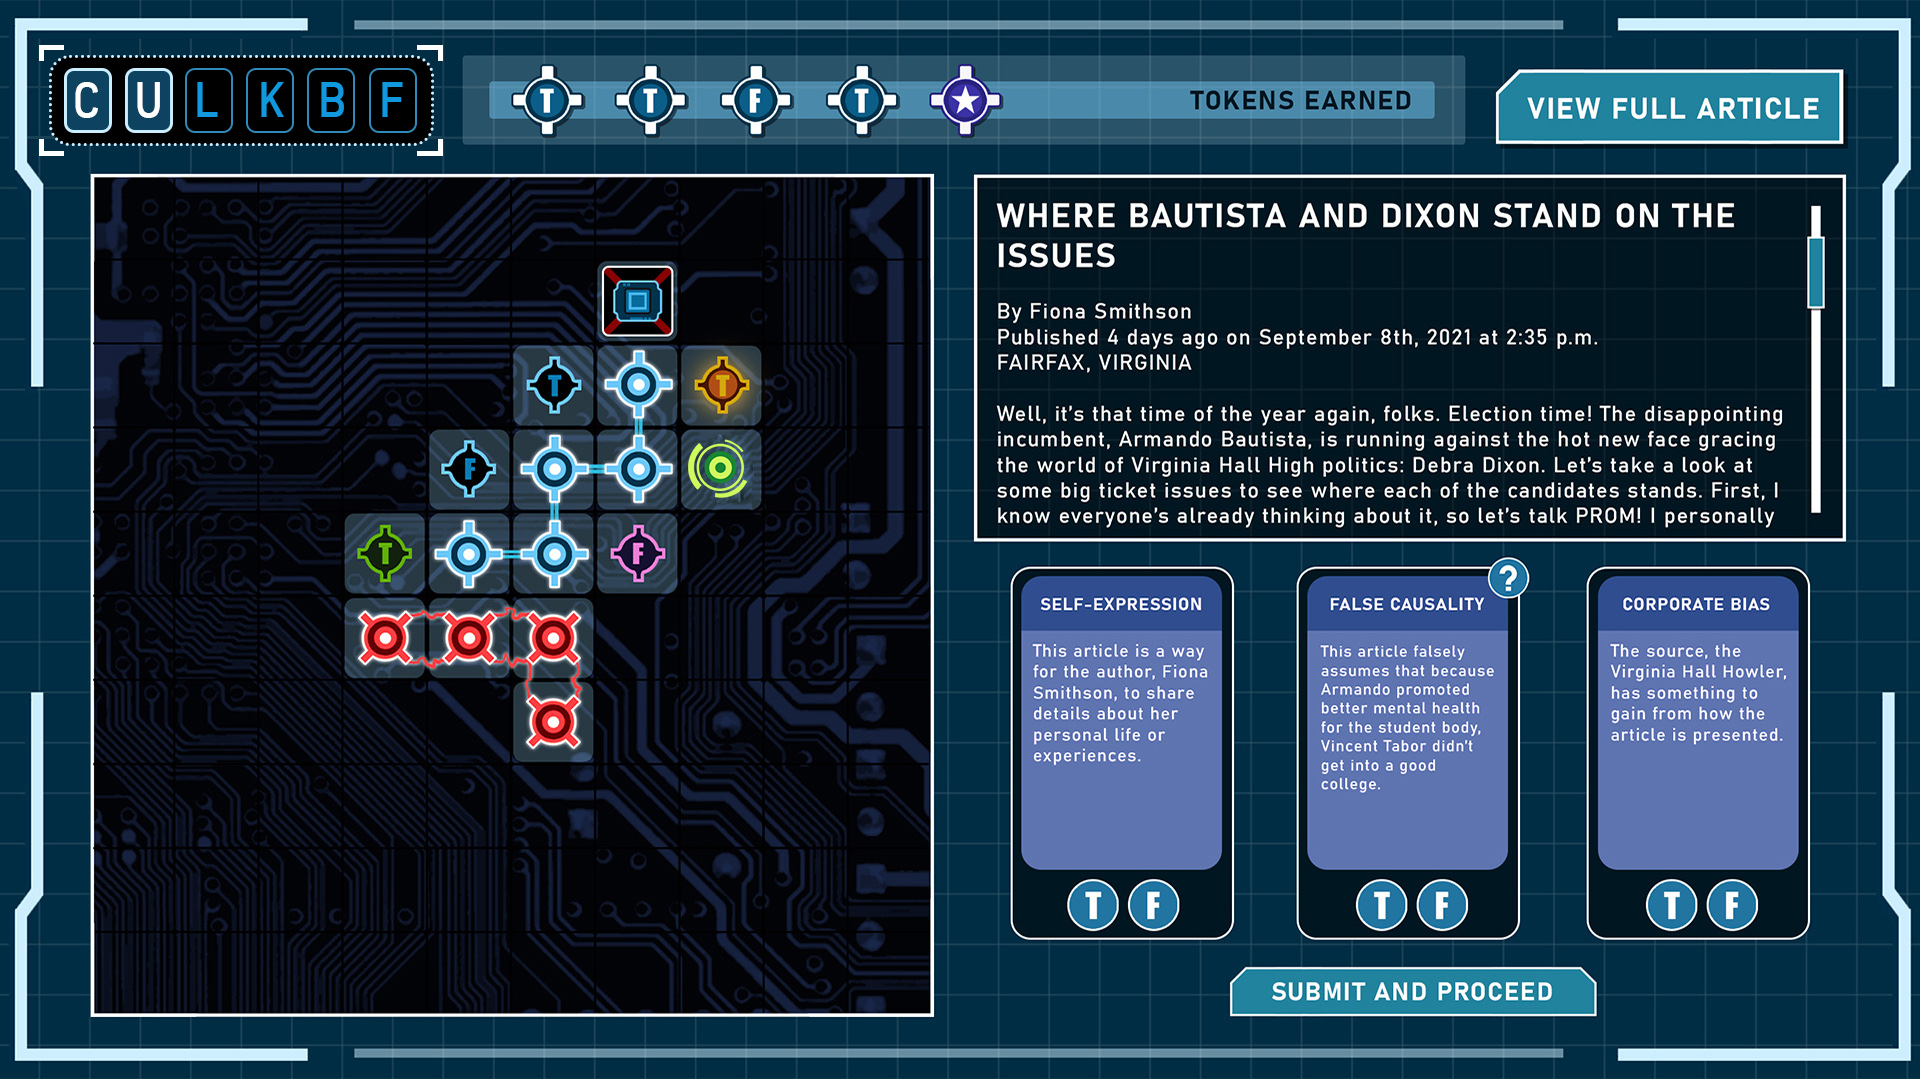 C U L K B F
T T F T
TOKENS EARNED
VIEW FULL ARTICLE
T T
F
T F
WHERE BAUTISTA AND DIXON STAND ON THE
ISSUES
By Fiona Smithson
Published 4 days ago on September 8th, 2021 at 2:35 p.m.
FAIRFAX, VIRGINIA
Well, it's that time of the year again, folks. Election time! The disappointing
incumbent, Armando Bautista, is running against the hot new face gracing
the world of Virginia Hall High politics: Debra Dixon. Let's take a look at
some big ticket issues to see where each of the candidates stands. First, I
know everyone's already thinking about it, so let's talk PROM! I personally
SELF-EXPRESSION
This article is a way
for the author, Fiona
Smithson, to share
details about her
personal life or
experiences.
T F
?
FALSE CAUSALITY
This article falsely
assumes that because
Armando promoted
better mental health
for the student body,
Vincent Tabor didn't
get into a good
college.
T F
CORPORATE BIAS
The source, the
Virginia Hall Howler,
has something to
gain from how the
article is presented.
T F
SUBMIT AND PROCEED